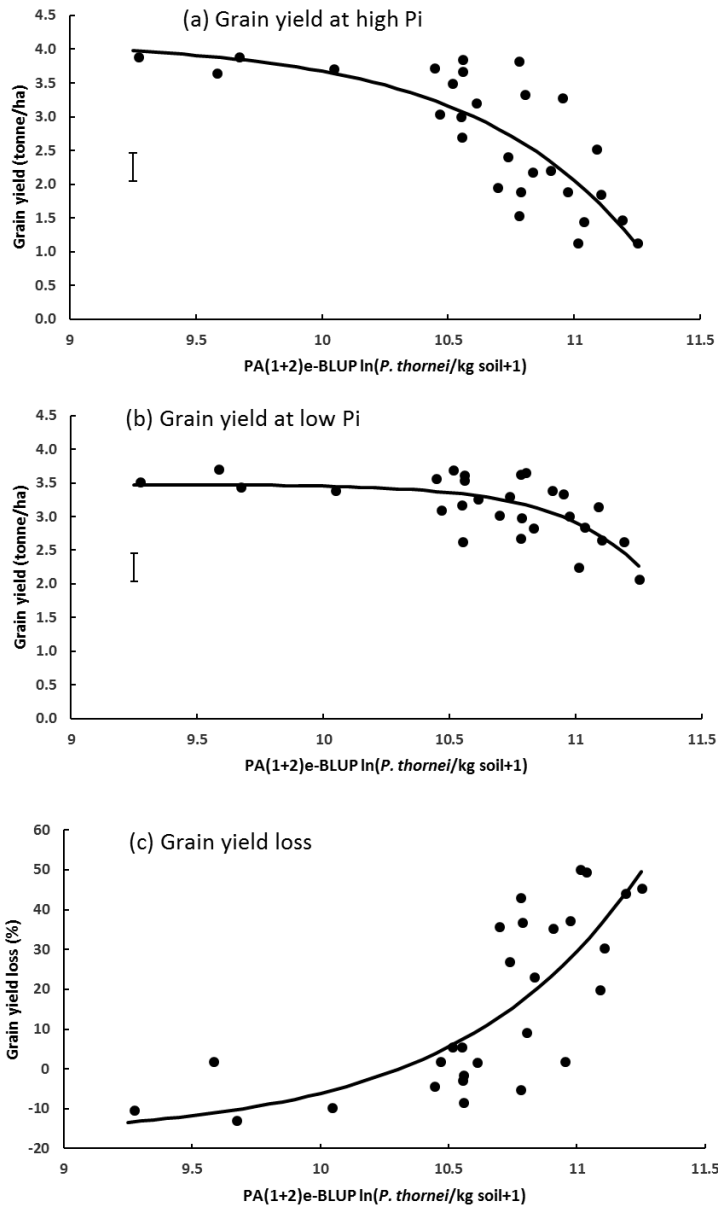 (a) Grain yield at high Pi
Grain yield (tonne/ha)
4.5
4.0
3.5
3.0
2.5
2.0
1.5
1.0
0.5
0.0
9 9.5 10 10.5 11 11.5
PA(1+2)e-BLUP ln(P. thornei/kg soil+1)
(b) Grain yield at low Pi
Grain yield (tonne/ha)
4.5
4.0
3.5
3.0
2.5
2.0
1.5
1.0
0.5
0.0
9 9.5 10 10.5 11 11.5
PA(1+2)e-BLUP ln(P. thornei/kg soil+1)
(c) Grain yield loss
Grain yield loss (%)
60
50
40
30
20
10
0
-10
-20
9 9.5 10 10.5 11 11.5
PA(1+2)e-BLUP ln(P. thornei/kg soil+1)